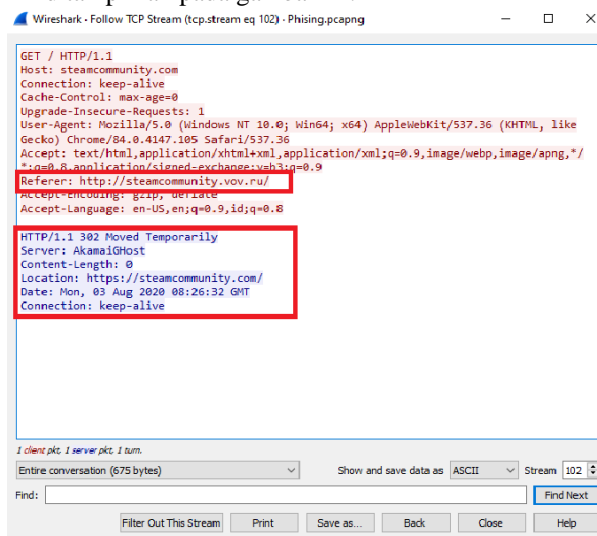 Wireshark · Follow TCP Stream (tcp.stream eq 102) · Phising.pcapng
GET / HTTP/1.1
Host: steamcommunity.com
Connection: keep-alive
Cache-Control: max-age=0
Upgrade-Insecure-Requests: 1
User-Agent: Mozilla/5.0 (Windows NT 10.0; Win64; x64) AppleWebKit/537.36 (KHTML, like
Gecko) Chrome/84.0.4147.105 Safari/537.36
Accept: text/html,application/xhtml+xml,application/xml;q=0.9,image/webp,image/apng,*/
*;q=0.8,application/signed-exchange;v=b3;q=0.9
Referer: http://steamcommunity.vov.ru/
Accept-Encoding: gzip, deflate
Accept-Language: en-US,en;q=0.9,id;q=0.8
HTTP/1.1 302 Moved Temporarily
Server: AkamaiGHost
Content-Length: 0
Location: https://steamcommunity.com/
Date: Mon, 03 Aug 2020 08:26:32 GMT
Connection: keep-alive
1 client pkt, 1 server pkt, 1 turn.
Entire conversation (675 bytes) Show and save data as ASCII Stream 102
Find: Find Next
Filter Out This Stream Print Save as... Back Close Help